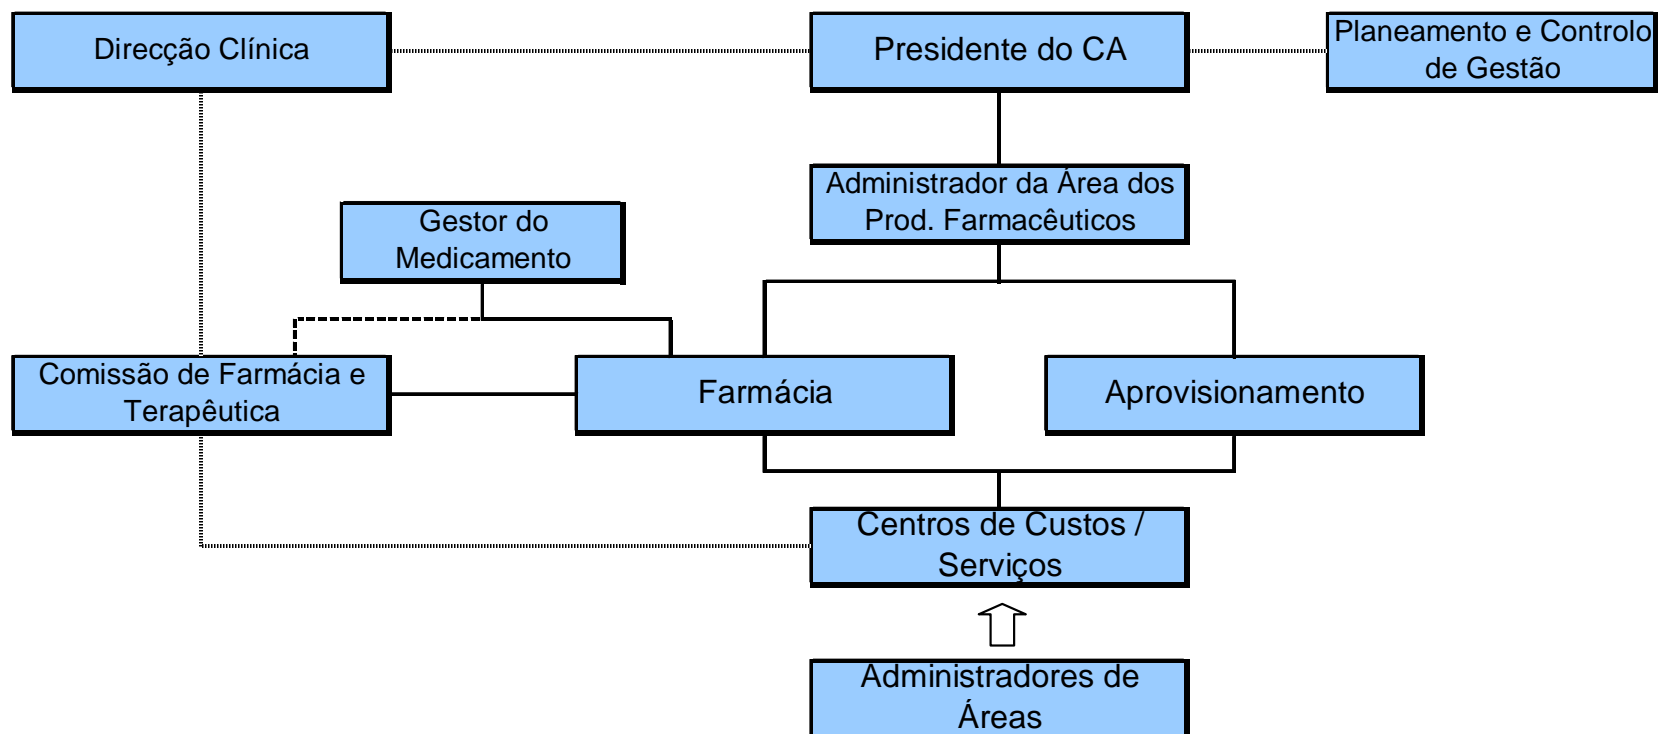 Direcção Clínica
Presidente do CA
Planeamento e Controlo
de Gestão
Administrador da Área dos
Prod. Farmacêuticos
Gestor do
Medicamento
Comissão de Farmácia e
Terapêutica
Farmácia
Aprovisionamento
Centros de Custos /
Serviços
Administradores de
Áreas